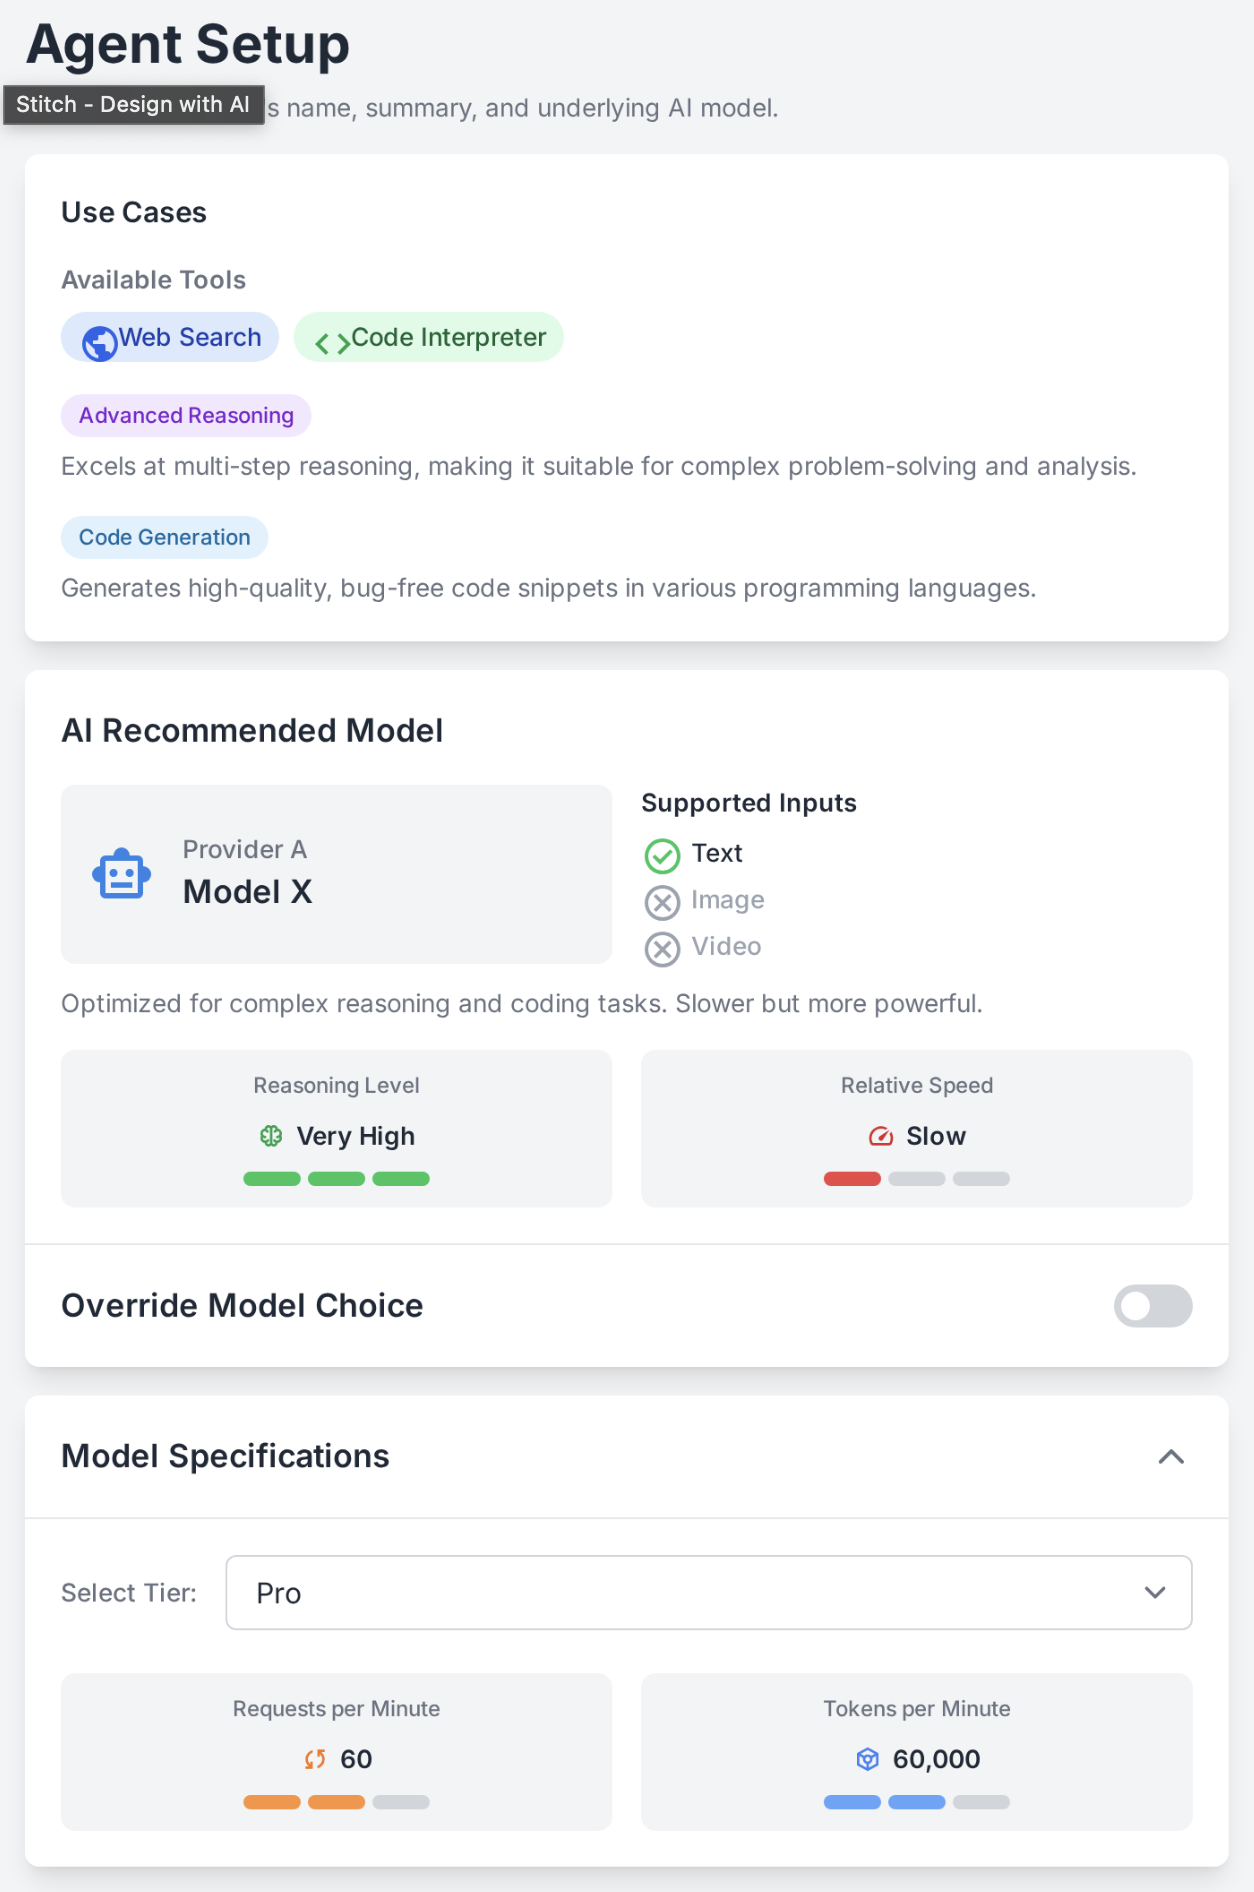 Agent Setup
Stitch - Design with AI
s name, summary, and underlying AI model.
Use Cases
Available Tools
Web Search
Code Interpreter
Advanced Reasoning
Excels at multi-step reasoning, making it suitable for complex problem-solving and analysis.
Code Generation
Generates high-quality, bug-free code snippets in various programming languages.
AI Recommended Model
Provider A
Model X
Supported Inputs
Text
Image
Video
Optimized for complex reasoning and coding tasks. Slower but more powerful.
Reasoning Level
Very High
Relative Speed
Slow
Override Model Choice
Model Specifications
Select Tier:
Pro
Requests per Minute
60
Tokens per Minute
60,000